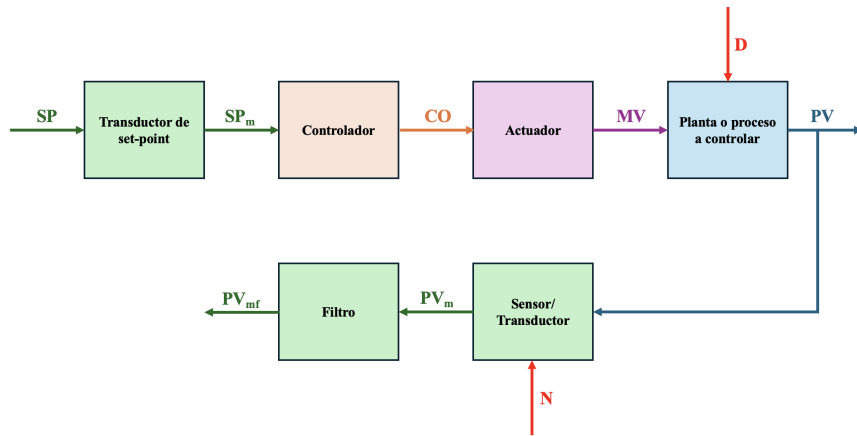 D
SP
Transductor de
set-point
SPm
Controlador
CO
Actuador
MV
Planta o proceso
a controlar
PV
PVmf
Filtro
PVm
Sensor/
Transductor
N